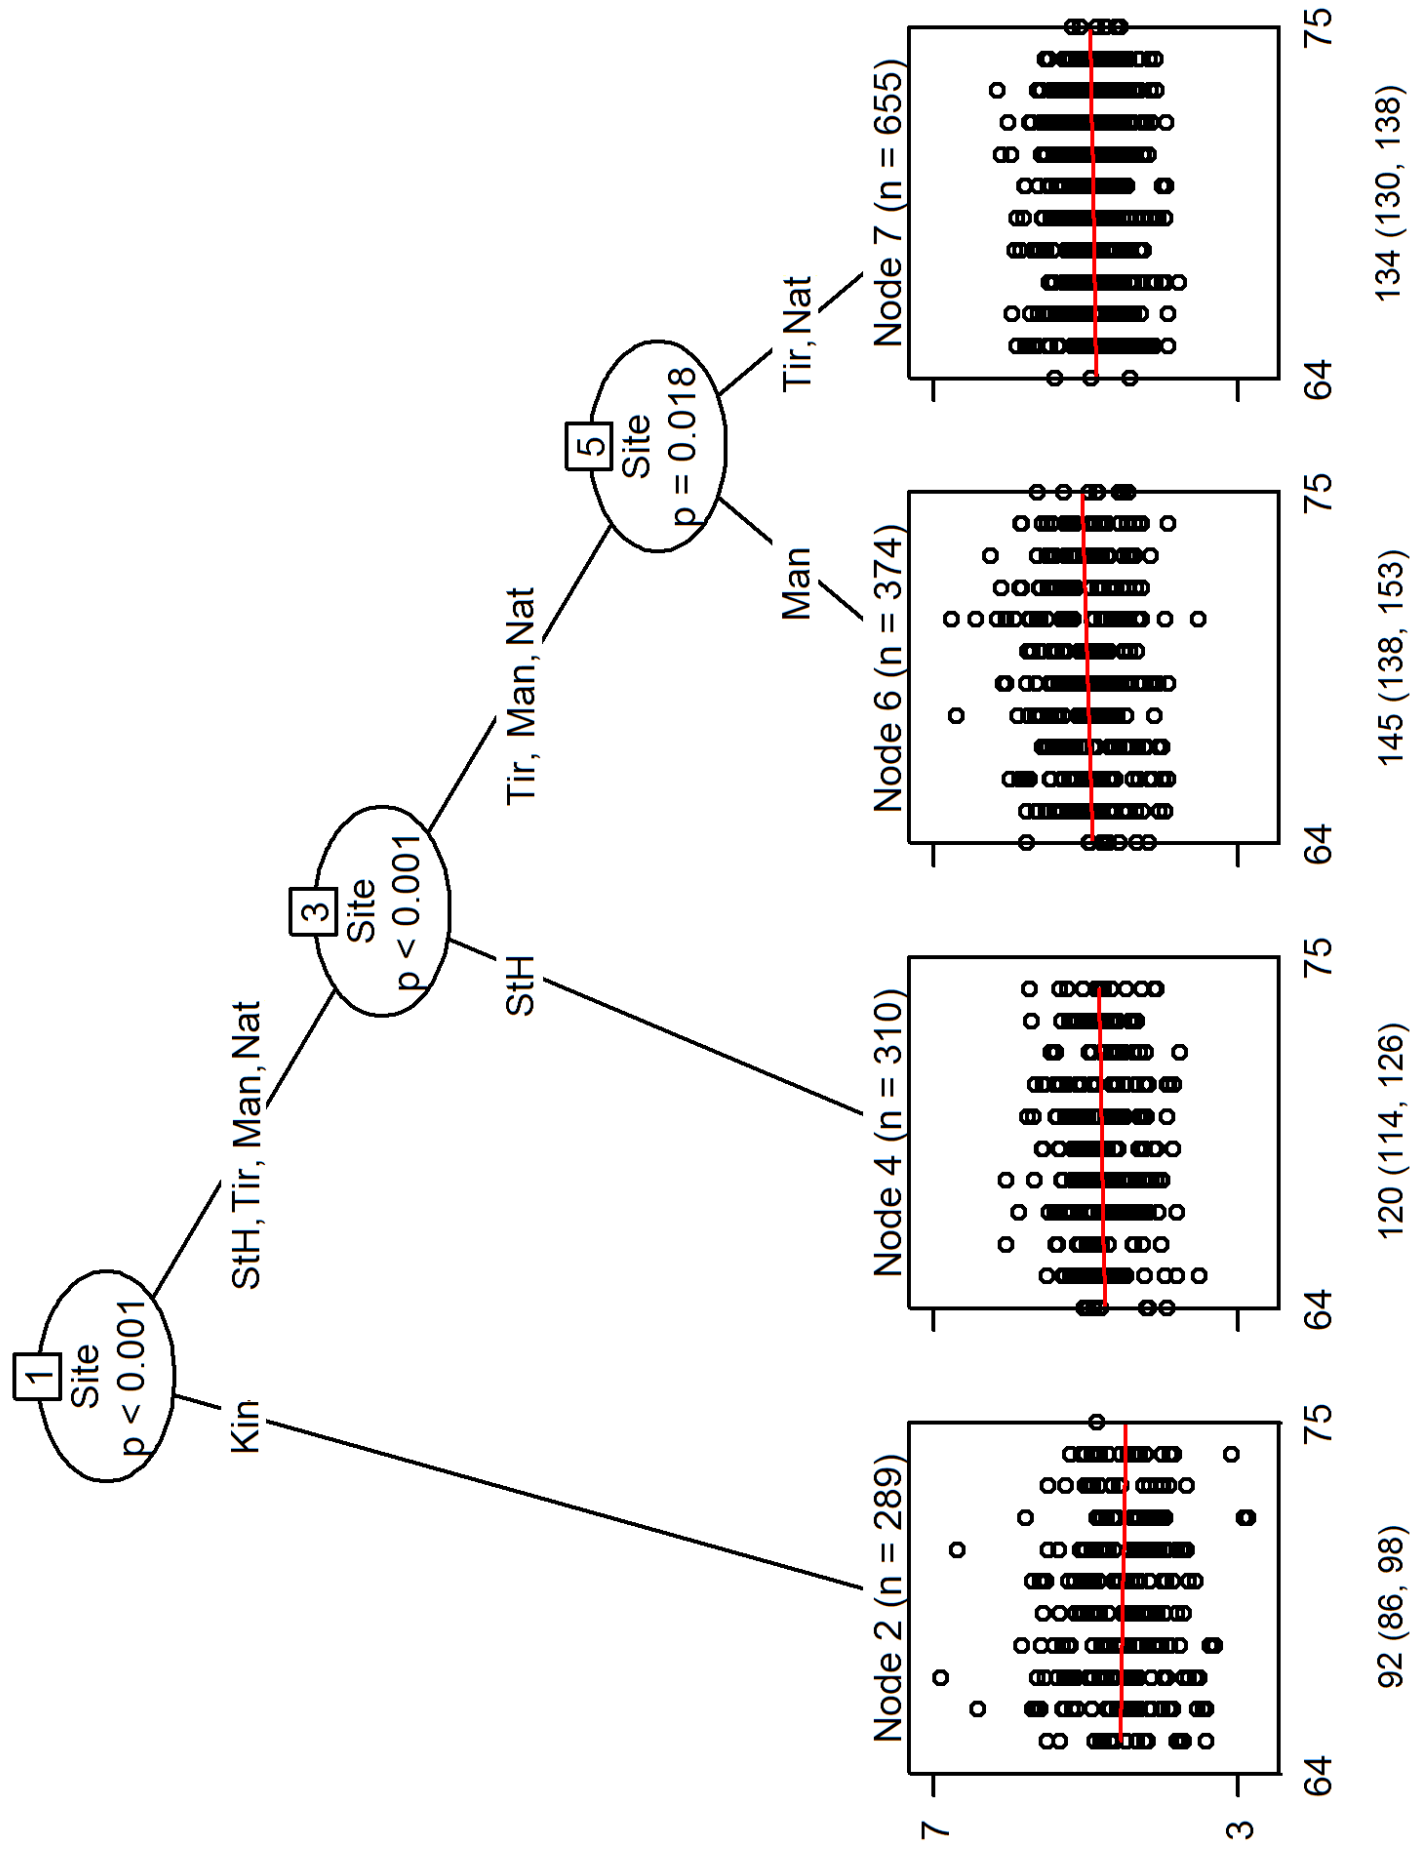 1
Site
p < 0.001
Kin
StH, Tir, Man, Nat
3
Site
p < 0.001
StH
Tir, Man, Nat
5
Site
p = 0.018
Man
Tir, Nat
Node 2 (n = 289)
7
3
64
75
92 (86, 98)
Node 4 (n = 310)
64
75
120 (114, 126)
Node 6 (n = 374)
64
75
145 (138, 153)
Node 7 (n = 655)
64
75
134 (130, 138)